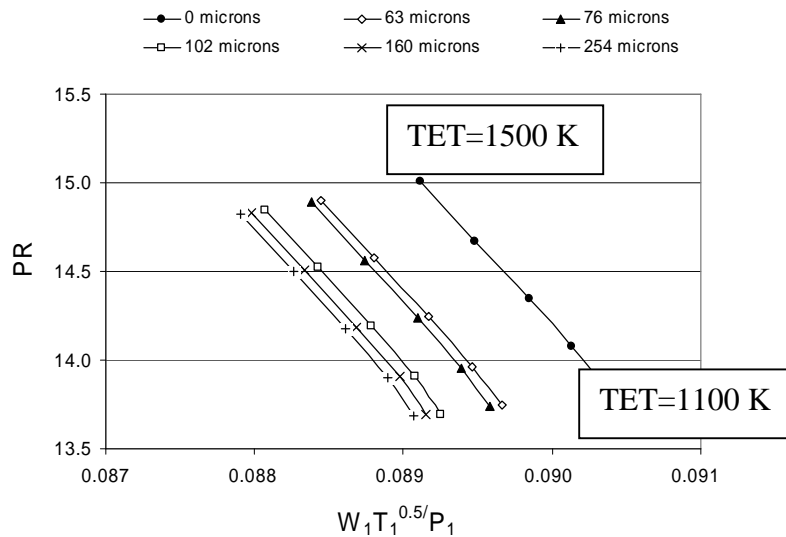 0 microns 63 microns 76 microns
102 microns 160 microns 254 microns
15.5
TET=1500 K
15.0
PR
14.5
14.0
TET=1100 K
13.5
0.087 0.088 0.089 0.090 0.091
W₁T₁⁰·⁵/P₁